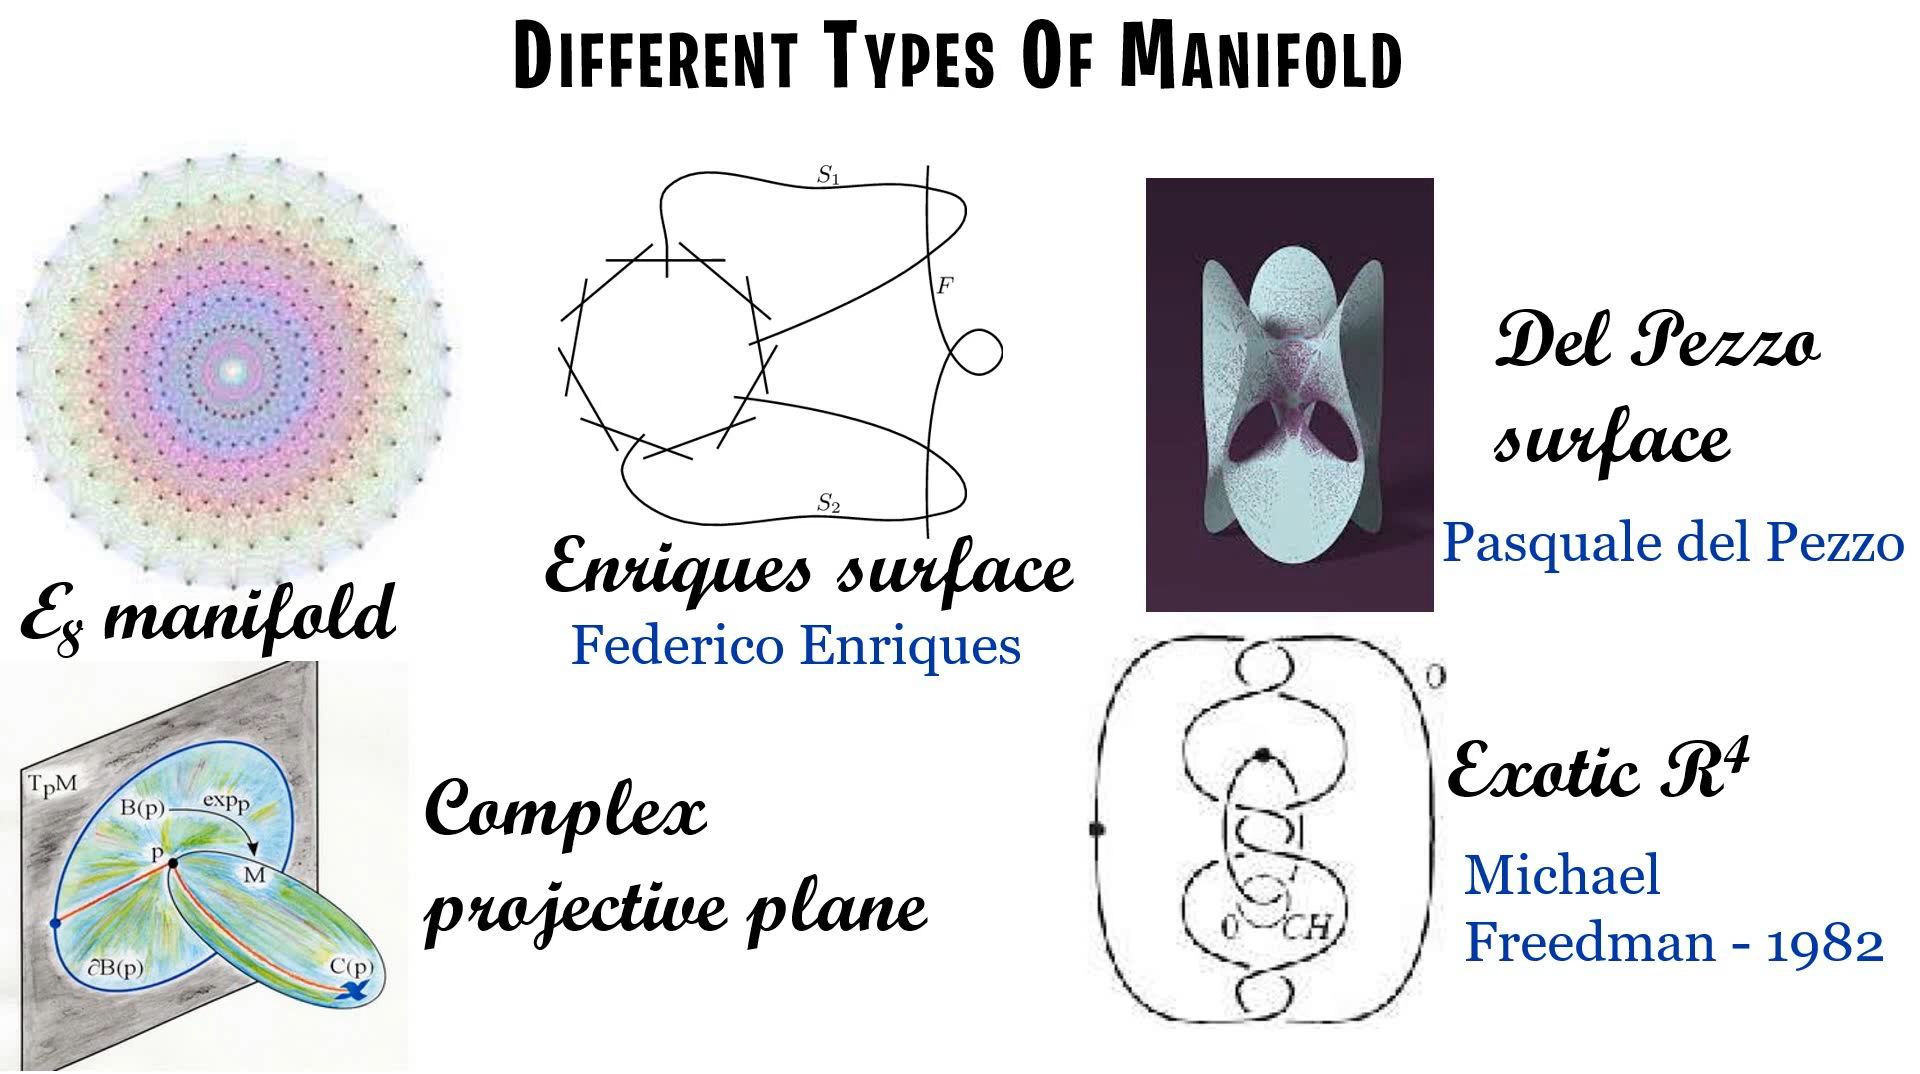 DIFFERENT TYPES OF MANIFOLD
S₁
F
S₂
E₈ manifold
Enriques surface
Federico Enriques
Del Pezzo
surface
Pasquale del Pezzo
TₚM
B(p)
expₚ
p
M
∂B(p)
C(p)
Complex
projective plane
0
0
CH
Exotic R⁴
Michael
Freedman - 1982